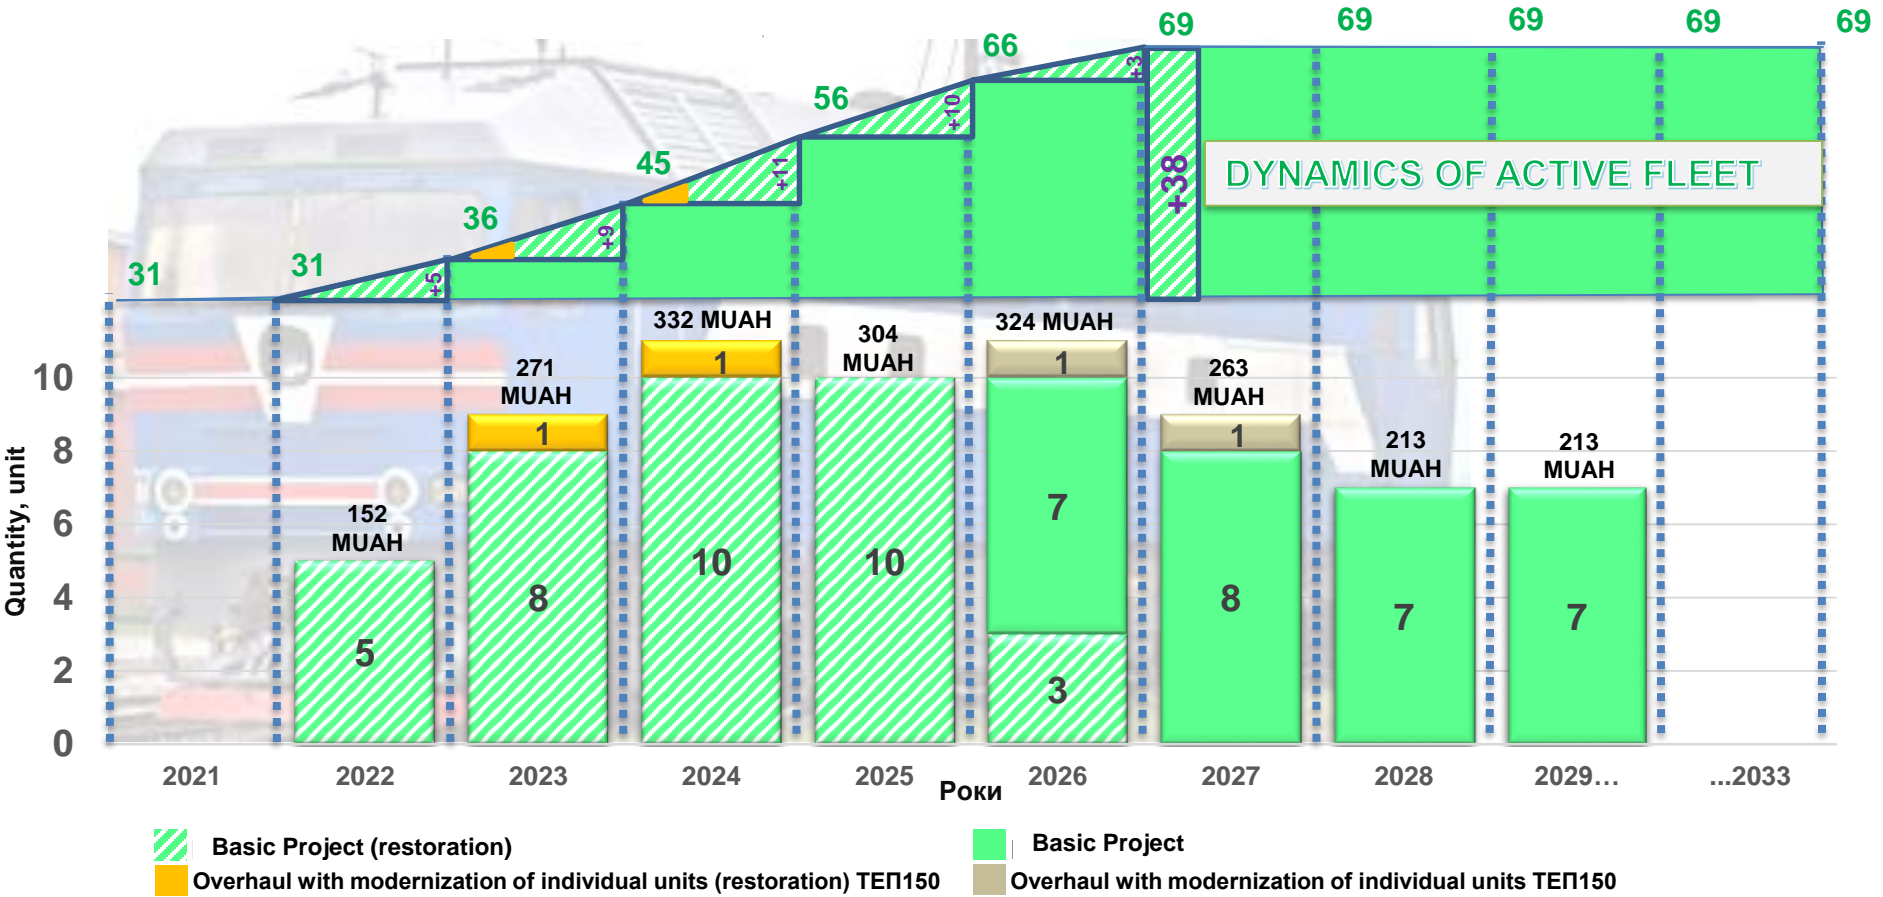 69 69 69 69 69
66
56
45
36
31 31
+5 +9 +11 +10 +3 +38
DYNAMICS OF ACTIVE FLEET
332 MUAH
324 MUAH
304
MUAH
271
MUAH
263
MUAH
213
MUAH
213
MUAH
152
MUAH
Quantity, unit
10
8
6
4
2
0
5
1
8
1
10
10
1
7
3
1
8
7
7
2021 2022 2023 2024 2025 2026 2027 2028 2029… ...2033
Роки
Basic Project (restoration)
Basic Project
Overhaul with modernization of individual units (restoration) ТЕП150
Overhaul with modernization of individual units ТЕП150